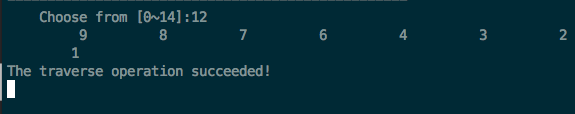 Choose from [0~14]:12
9 8 7 6 4 3 2
1
The traverse operation succeeded!